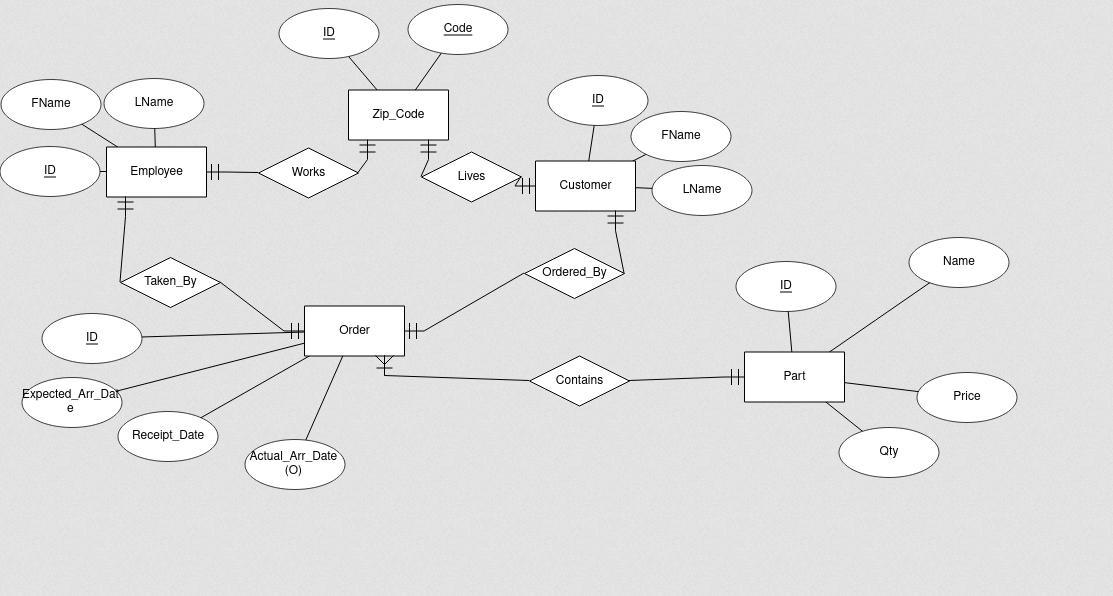 ID
Code
FName
LName
Zip_Code
ID
FName
ID
Employee
Works
Lives
Customer
LName
Taken_By
Ordered_By
Name
ID
ID
Order
Contains
Part
Expected_Arr_Dat
e
Price
Receipt_Date
Qty
Actual_Arr_Date
(O)